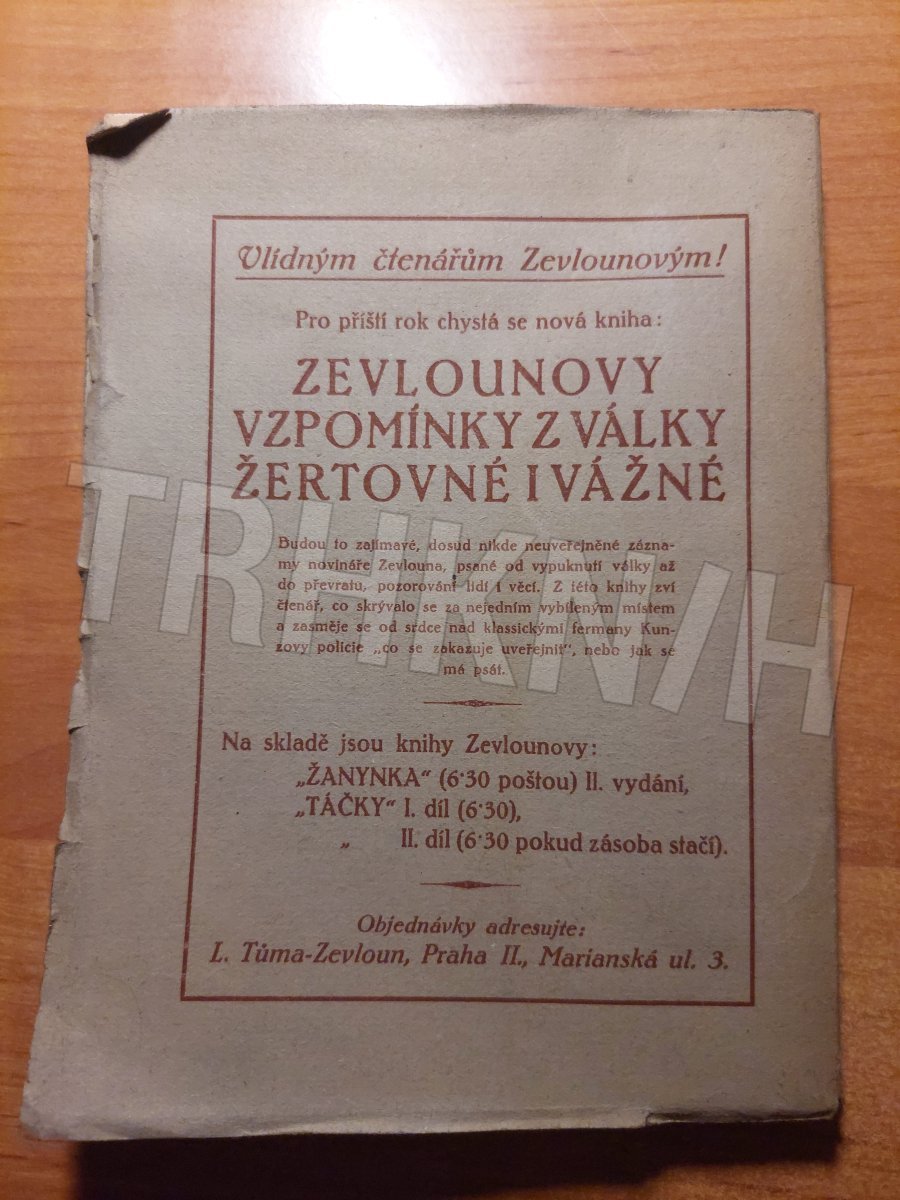 Vlídným čtenářům Zevlounovým!
Pro příští rok chystá se nová kniha:
ZEVLOUNOVY
VZPOMÍNKY Z VÁLKY
ŽERTOVNÉ I VÁŽNÉ
Budou to zajímavé, dosud nikde neuveřejněné zázna-
my novináře Zevlouna, psané od vypuknutí války až
do převratu, pozorování lidí i věcí. Z této knihy zví
čtenář, co skrývalo se za nejedním vybíleným místem
a zasměje se od srdce nad klassickými fermany Kun-
zovy policie „co se zakazuje uveřejnit", nebo jak se
má psát.
Na skladě jsou knihy Zevlounovy:
„ŽANYNKA" (6·30 poštou) II. vydání,
„TÁČKY" I. díl (6·30),
„ II. díl (6·30 pokud zásoba stačí).
Objednávky adresujte:
L. Tůma-Zevloun, Praha II., Marianská ul. 3.
TRHKNIH